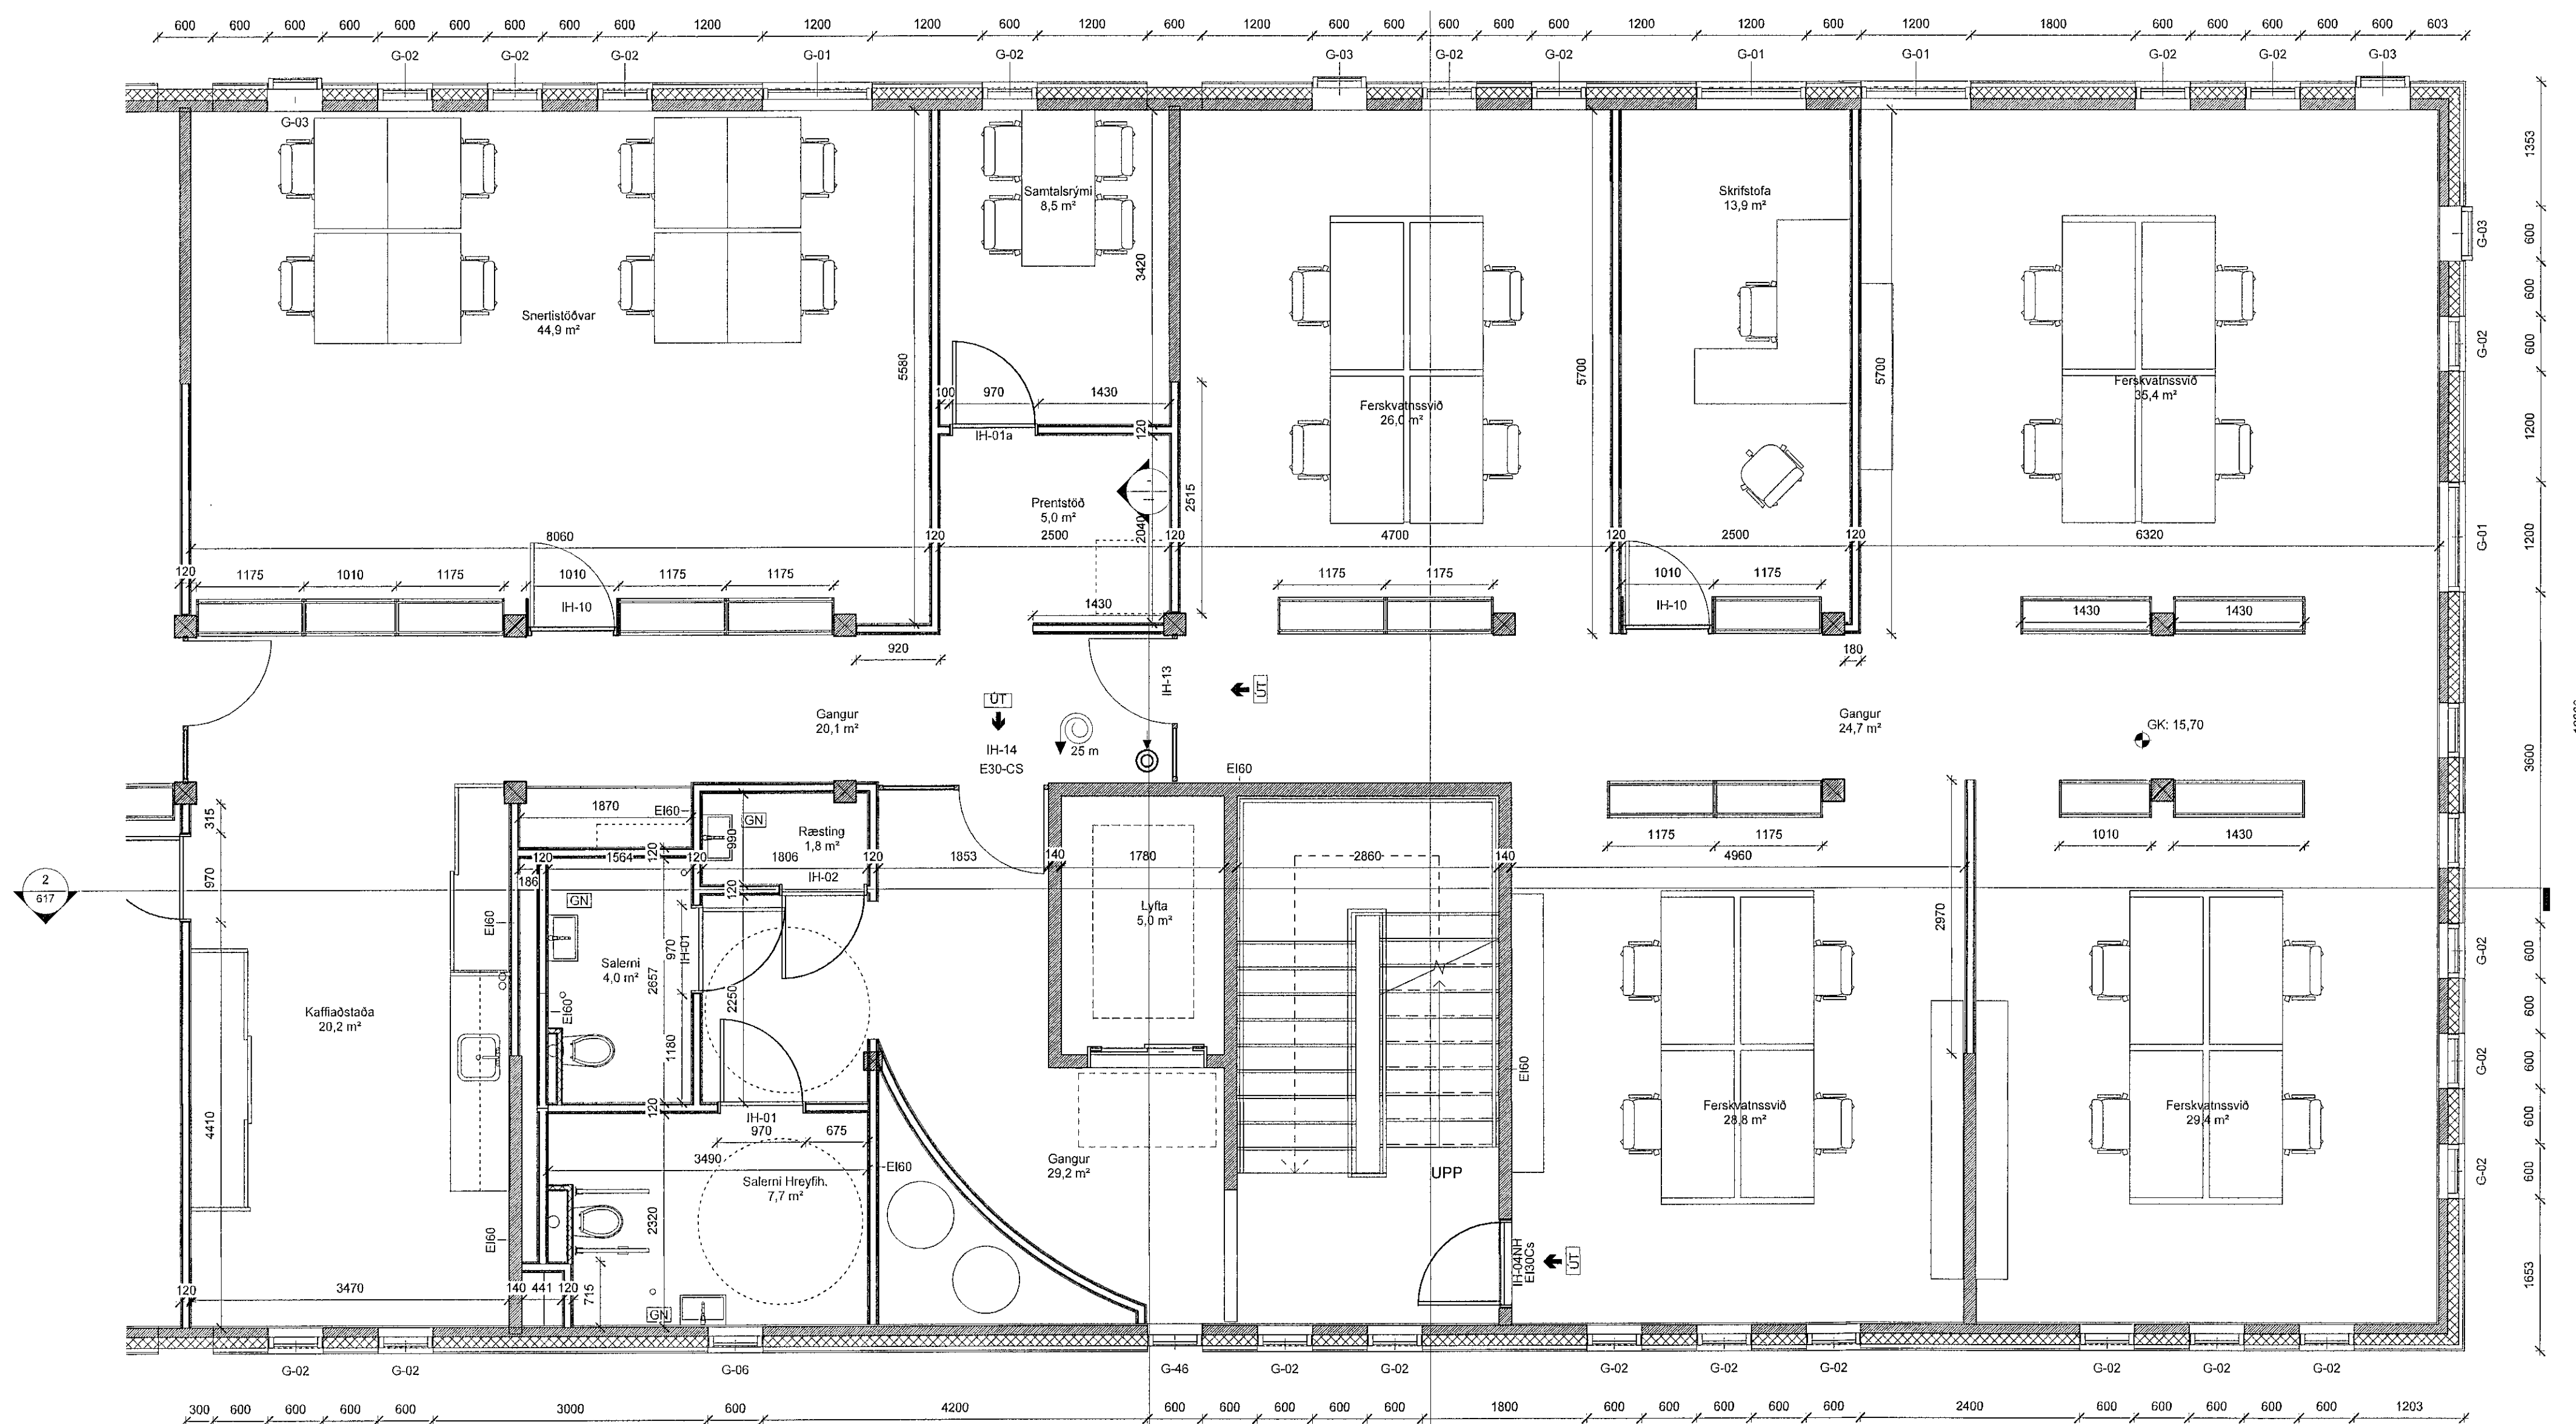 600 600 600 600 600 600 600 600 600 1200 1200 1200 600 1200 600 1200 600 600 600 600 600 1200 1200 600 1200 1800 600 600 600 600 600 603
G-02 G-02 G-02 G-01 G-02 G-03 G-02 G-02 G-01 G-01 G-02 G-02 G-03
G-03
1353
Samtalsrými
8,5 m²
Skrifstofa
13,9 m²
600
G-03
3420
600
Snertistöðvar
44,9 m²
600
G-02
5580
5700
5700
Ferskvatnssvið
35,4 m²
100 970 1430
Ferskvatnssvið
26,0 m²
1200
120
IH-01a
Prentstöð
5,0 m²
2515
2040
8060 120 2500 120 4700 120 2500 120 6320
1200
G-01
120 1175 1010 1175 1010 1175 1175
1175 1175 1010 1175
IH-10
1430
IH-10
1430 1430
920
180
IH-13
ÚT
ÚT
Gangur
20,1 m²
Gangur
24,7 m²
GK: 15,70
IH-14
25 m
E30-CS
EI60
3600
315
1870
EI60
GN
990
Ræsting
1,8 m²
1175 1175 1010 1430
120 1564 120 120 1806 120 1853 140 1780 2860 140 4960
186
IH-02
120
2
617
970
GN
EI60
Lyfta
5,0 m²
2970
970
IH-01
600
G-02
Salerni
4,0 m²
2657
2250
600
EI60
Kaffiaðstaða
20,2 m²
1180
600
G-02
EI60
4410
120
IH-01
970 675
Ferskvatnssvið
28,8 m²
Ferskvatnssvið
29,4 m²
600
3490
EI60
Gangur
29,2 m²
UPP
600
G-02
Salerni Hreyfih.
7,7 m²
2320
EI60
IH-04NH
EI30Cs
ÚT
1653
120 3470 140 441 120
715
GN
G-02 G-02 G-06 G-46 G-02 G-02 G-02 G-02 G-02 G-02 G-02 G-02
300 600 600 600 600 3000 600 4200 600 600 600 600 600 1800 600 600 600 600 600 2400 600 600 600 600 600 1203